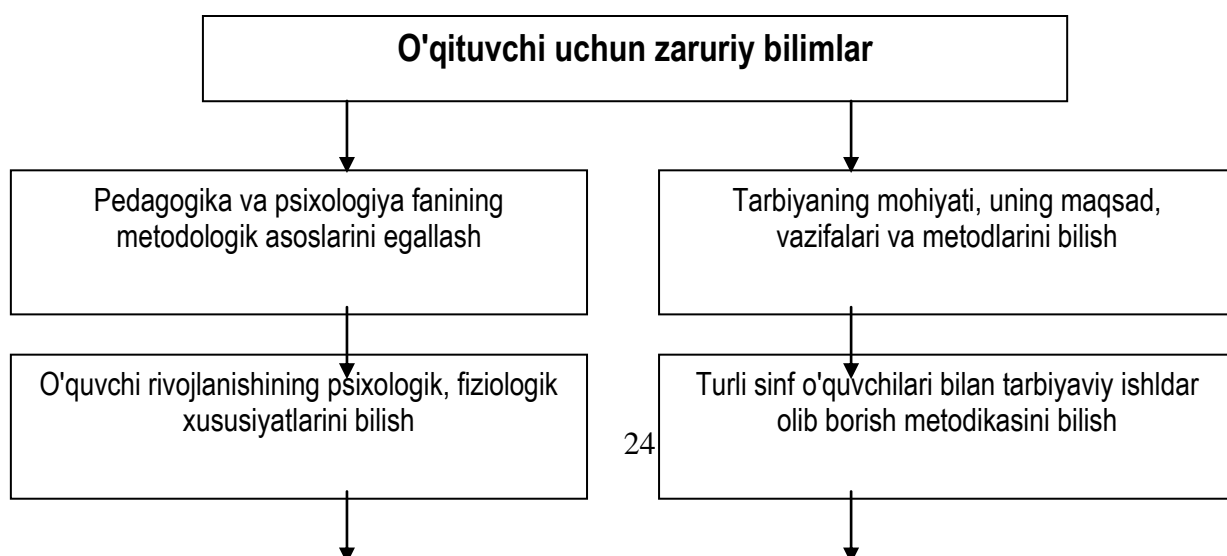 O'qituvchi uchun zaruriy bilimlar
Pedagogika va psixologiya fanining
metodologik asoslarini egallash
Tarbiyaning mohiyati, uning maqsad,
vazifalari va metodlarini bilish
O'quvchi rivojlanishining psixologik, fiziologik
xususiyatlarini bilish
Turli sinf o'quvchilari bilan tarbiyaviy ishldar
olib borish metodikasini bilish
24